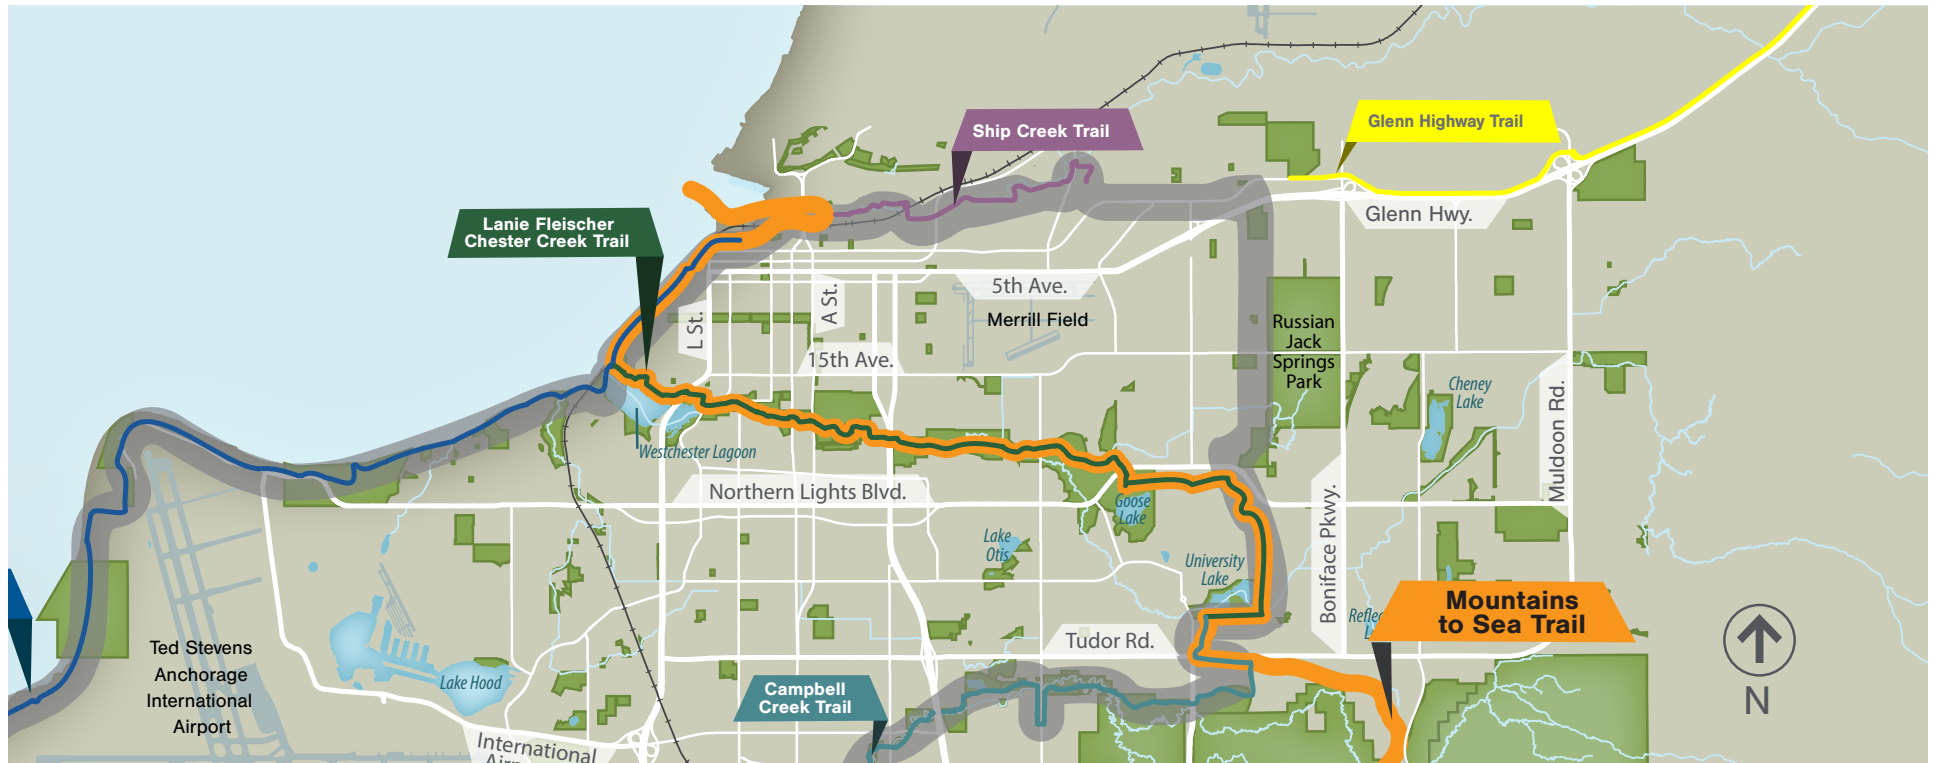 Ship Creek Trail
Glenn Highway Trail
Lanie Fleischer
Chester Creek Trail
Glenn Hwy.
5th Ave.
A St.
L St.
Merrill Field
Russian
Jack
Springs
Park
15th Ave.
Cheney
Lake
Muldoon Rd.
Westchester Lagoon
Northern Lights Blvd.
Goose
Lake
Boniface Pkwy.
Lake
Otis
University
Lake
Mountains
to Sea Trail
Tudor Rd.
Ted Stevens
Anchorage
International
Airport
Lake Hood
Campbell
Creek Trail
N
International